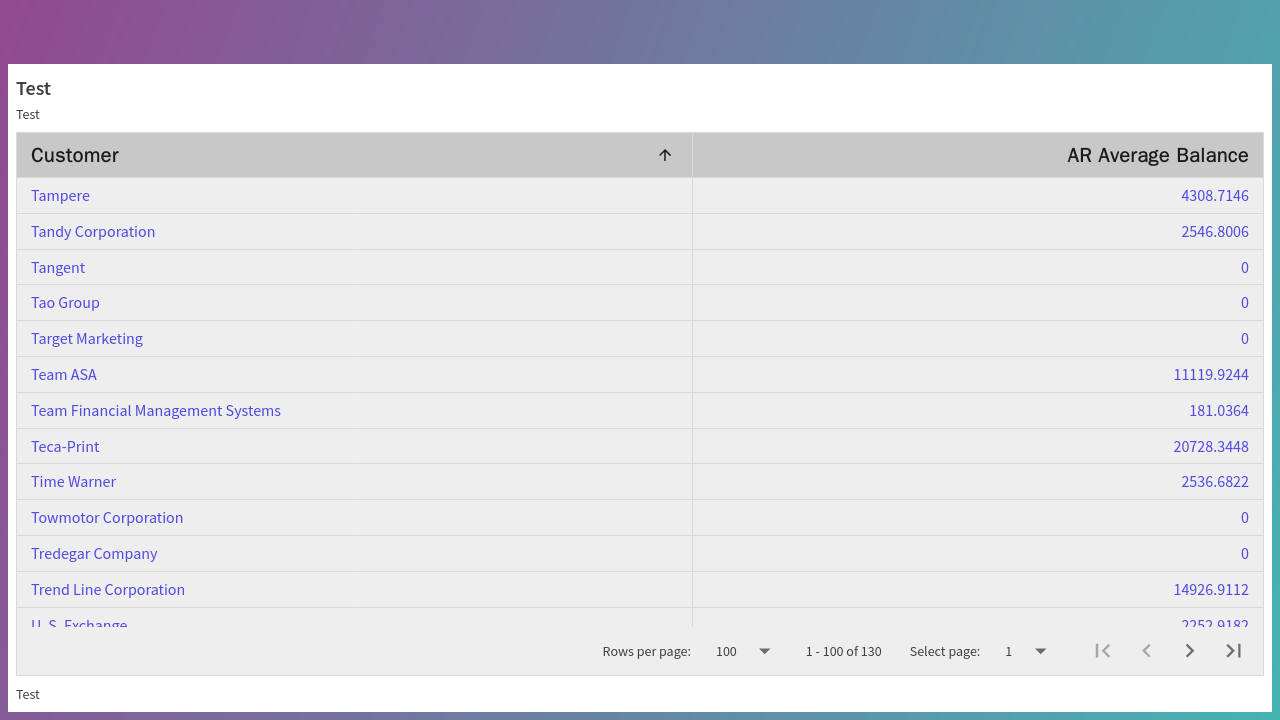 Test
Test
Customer AR Average Balance
Tampere 4308.7146
Tandy Corporation 2546.8006
Tangent 0
Tao Group 0
Target Marketing 0
Team ASA 11119.9244
Team Financial Management Systems 181.0364
Teca-Print 20728.3448
Time Warner 2536.6822
Towmotor Corporation 0
Tredegar Company 0
Trend Line Corporation 14926.9112
U. S. Exchange 2252.9182
Rows per page: 100 1 - 100 of 130 Select page: 1
Test